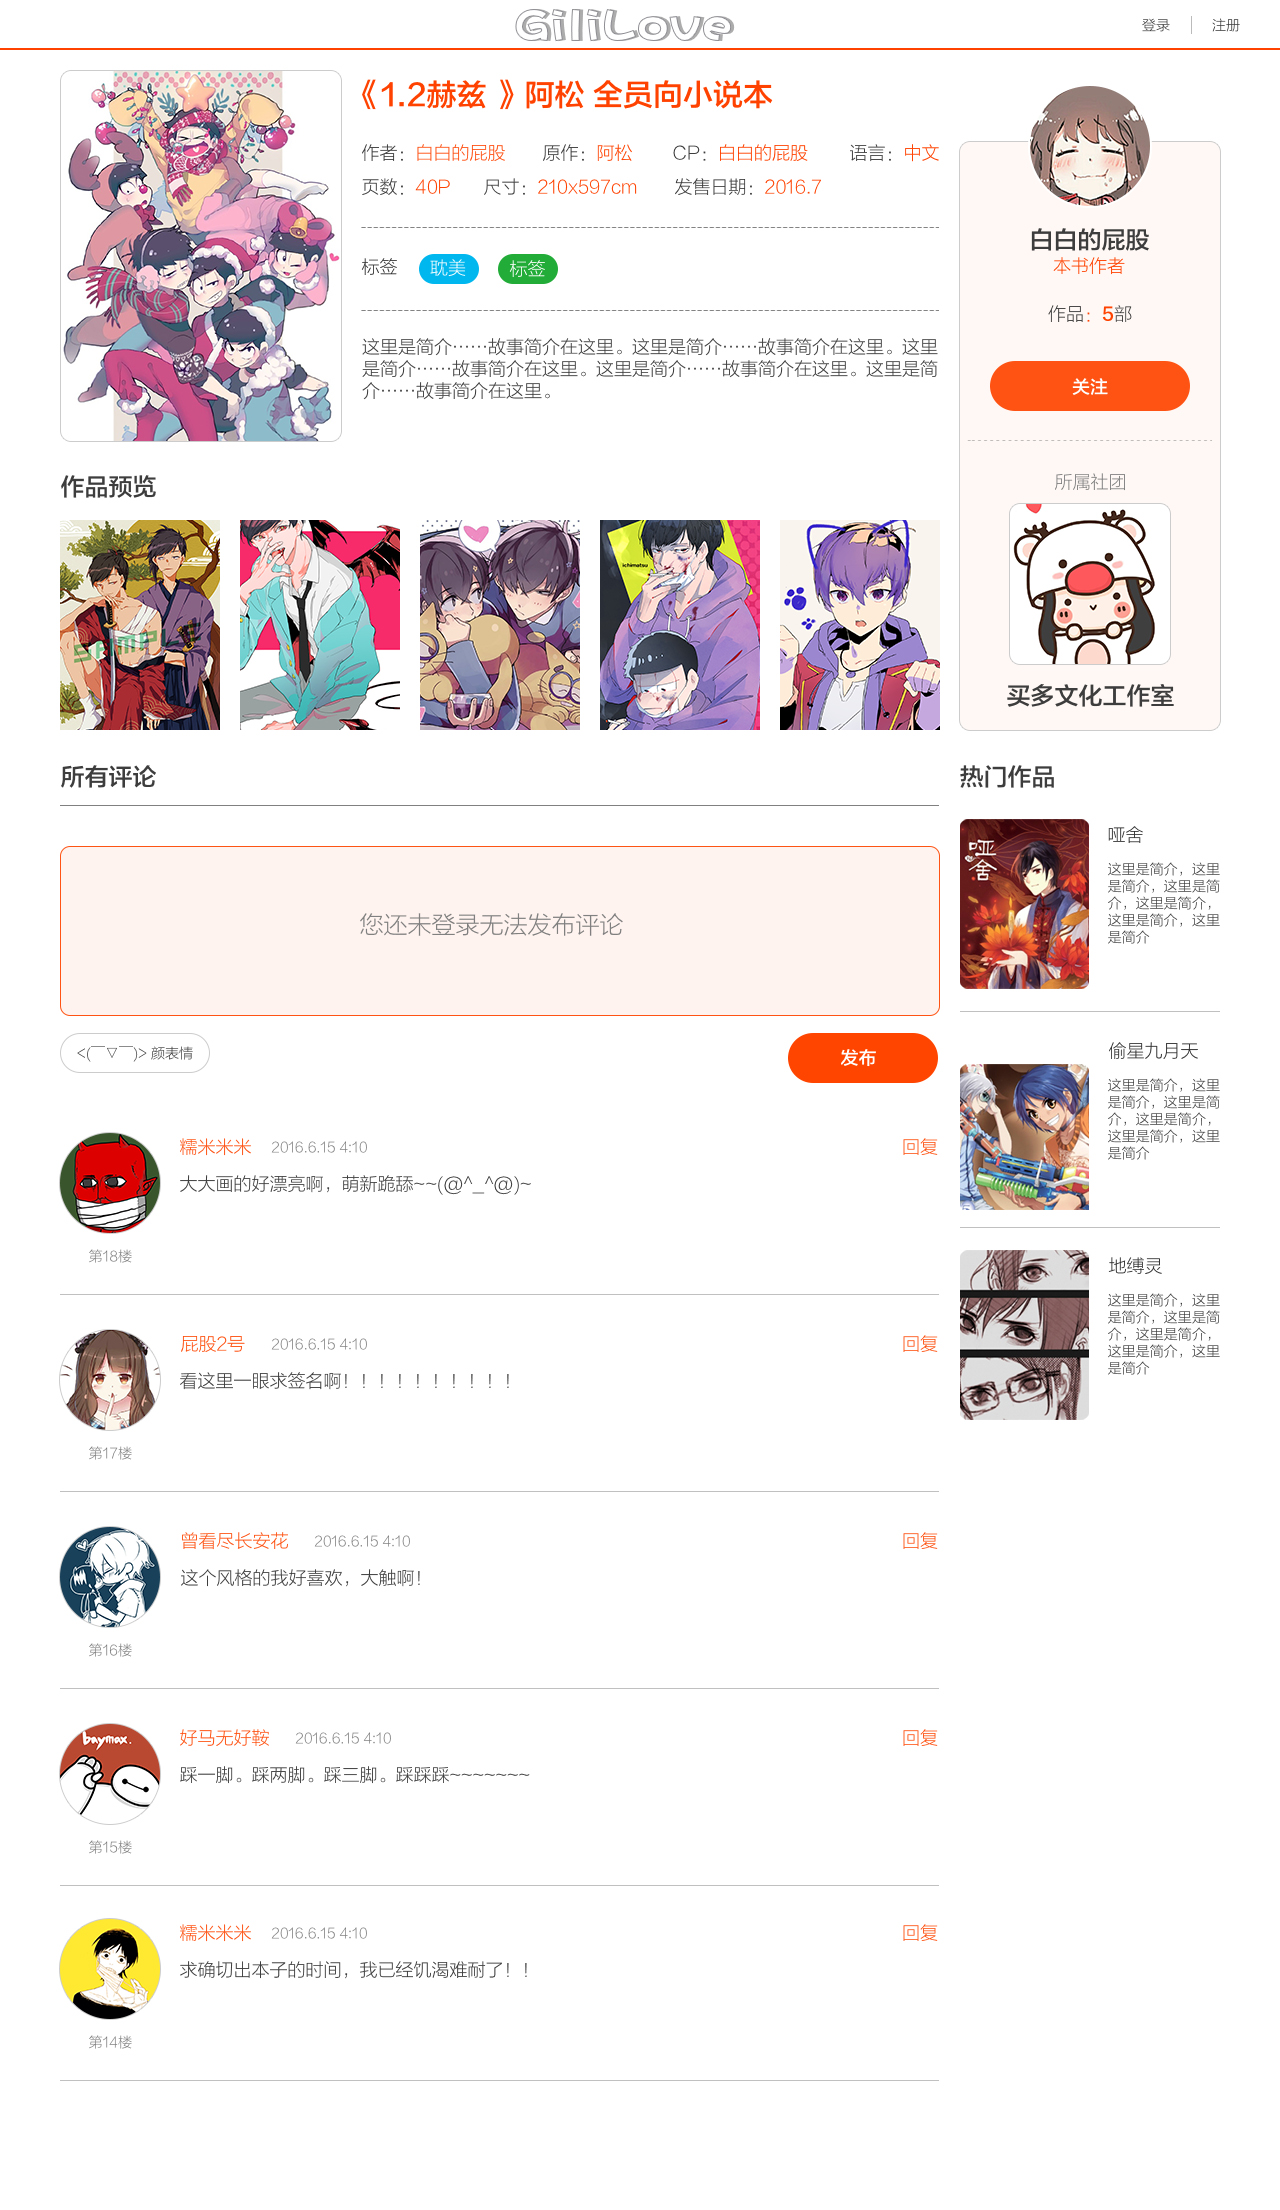 GiliLove
登录
注册
《1.2赫兹 》阿松 全员向小说本
作者：白白的屁股 原作：阿松 CP：白白的屁股 语言：中文
页数：40P 尺寸：210x597cm 发售日期：2016.7
标签 耽美 标签
这里是简介……故事简介在这里。这里是简介……故事简介在这里。这里
是简介……故事简介在这里。这里是简介……故事简介在这里。这里是简
介……故事简介在这里。
白白的屁股
本书作者
作品：5部
关注
所属社团
买多文化工作室
作品预览
SAMPLE
ichimatsu
所有评论
您还未登录无法发布评论
<(￣▽￣)> 颜表情
发布
糯米米米 2016.6.15 4:10 回复
大大画的好漂亮啊，萌新跪舔~~(@^_^@)~
第18楼
屁股2号 2016.6.15 4:10 回复
看这里一眼求签名啊！！！！！！！！！！
第17楼
曾看尽长安花 2016.6.15 4:10 回复
这个风格的我好喜欢，大触啊！
第16楼
baymax.
好马无好鞍 2016.6.15 4:10 回复
踩一脚。踩两脚。踩三脚。踩踩踩~~~~~~~
第15楼
糯米米米 2016.6.15 4:10 回复
求确切出本子的时间，我已经饥渴难耐了！！
第14楼
热门作品
哑舍
哑舍
这里是简介，这里
是简介，这里是简
介，这里是简介，
这里是简介，这里
是简介
偷星九月天
这里是简介，这里
是简介，这里是简
介，这里是简介，
这里是简介，这里
是简介
地缚灵
这里是简介，这里
是简介，这里是简
介，这里是简介，
这里是简介，这里
是简介